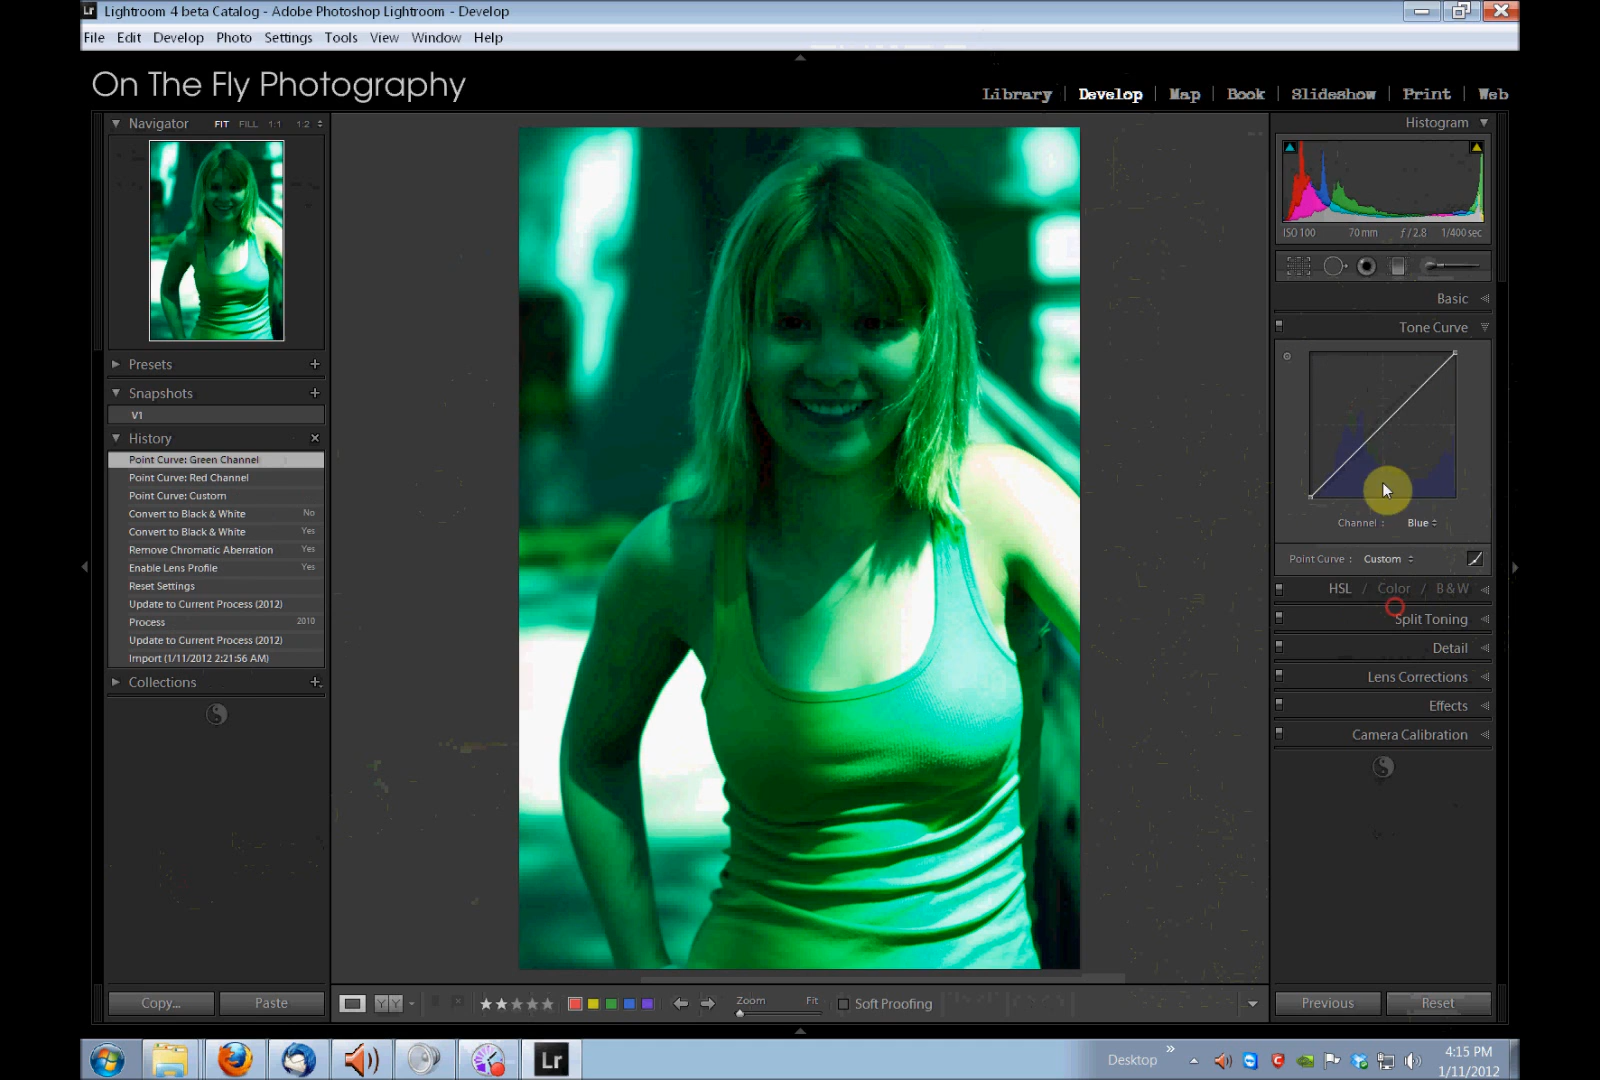 Lightroom 4 beta Catalog - Adobe Photoshop Lightroom - Develop
File Edit Develop Photo Settings Tools View Window Help
On The Fly Photography
Library | Develop | Map | Book | Slideshow | Print | Web
Navigator FIT FILL 1:1 1:2
Presets
Snapshots
V1
History
Point Curve: Green Channel
Point Curve: Red Channel
Point Curve: Custom
Convert to Black & White No
Convert to Black & White Yes
Remove Chromatic Aberration Yes
Enable Lens Profile Yes
Reset Settings
Update to Current Process (2012)
Process 2010
Update to Current Process (2012)
Import (1/11/2012 2:21:56 AM)
Collections
Copy... Paste
Histogram
ISO 100 70 mm f / 2.8 1/400 sec
Basic
Tone Curve
Channel : Blue
Point Curve : Custom
HSL / Color / B & W
Split Toning
Detail
Lens Corrections
Effects
Camera Calibration
Zoom Fit
Soft Proofing
Previous Reset
Lr
Desktop
4:15 PM
1/11/2012